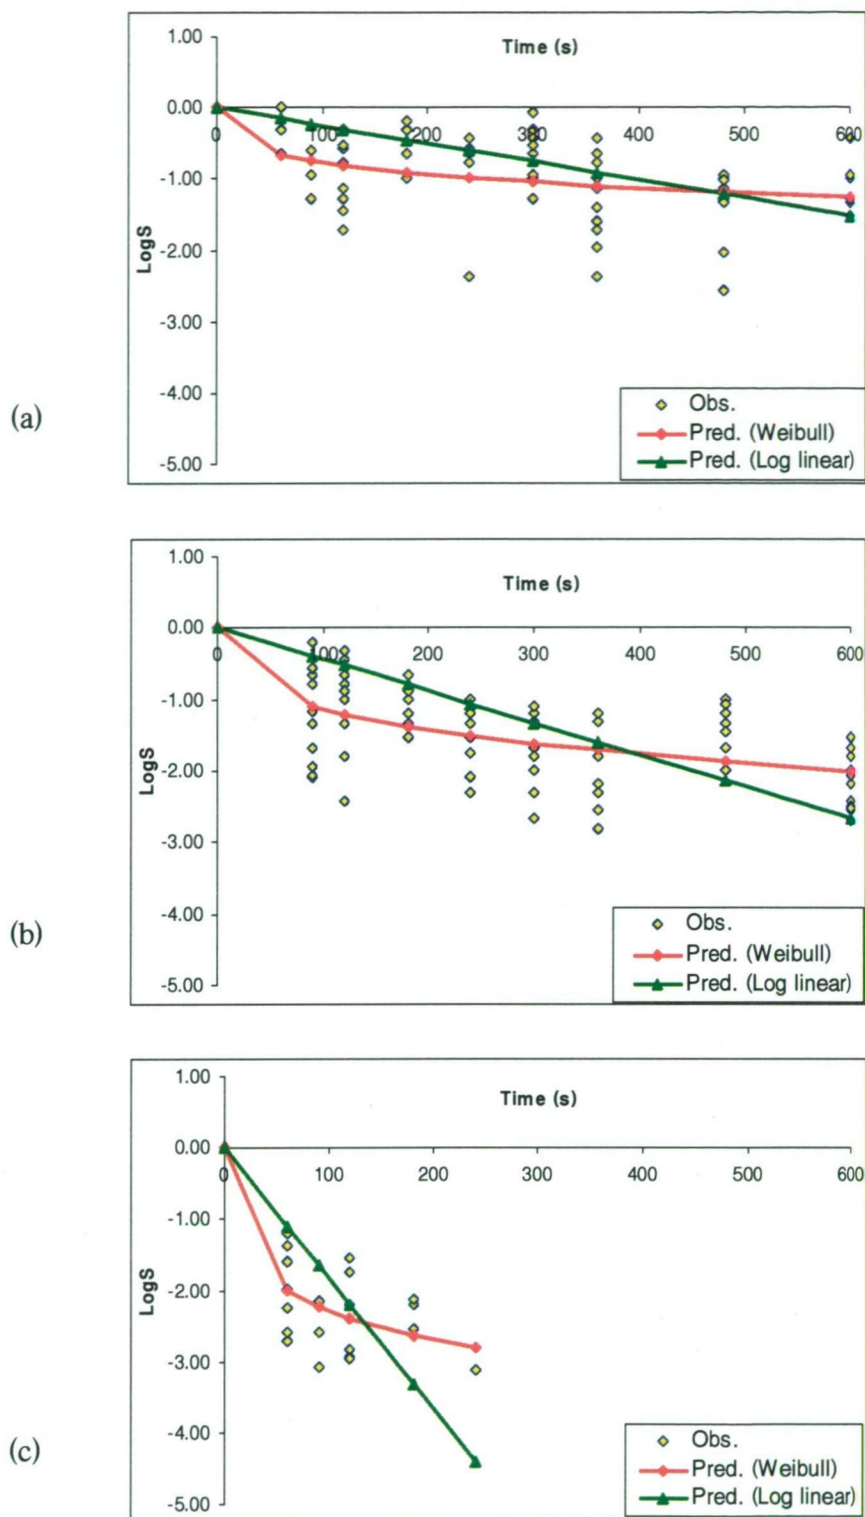 (a)
1.00
0.00
-1.00
-2.00
-3.00
-4.00
-5.00
LogS
Time (s)
0 100 200 300 400 500 600
Obs.
Pred. (Weibull)
Pred. (Log linear)
(b)
1.00
0.00
-1.00
-2.00
-3.00
-4.00
-5.00
LogS
Time (s)
0 100 200 300 400 500 600
Obs.
Pred. (Weibull)
Pred. (Log linear)
(c)
1.00
0.00
-1.00
-2.00
-3.00
-4.00
-5.00
LogS
Time (s)
0 100 200 300 400 500 600
Obs.
Pred. (Weibull)
Pred. (Log linear)